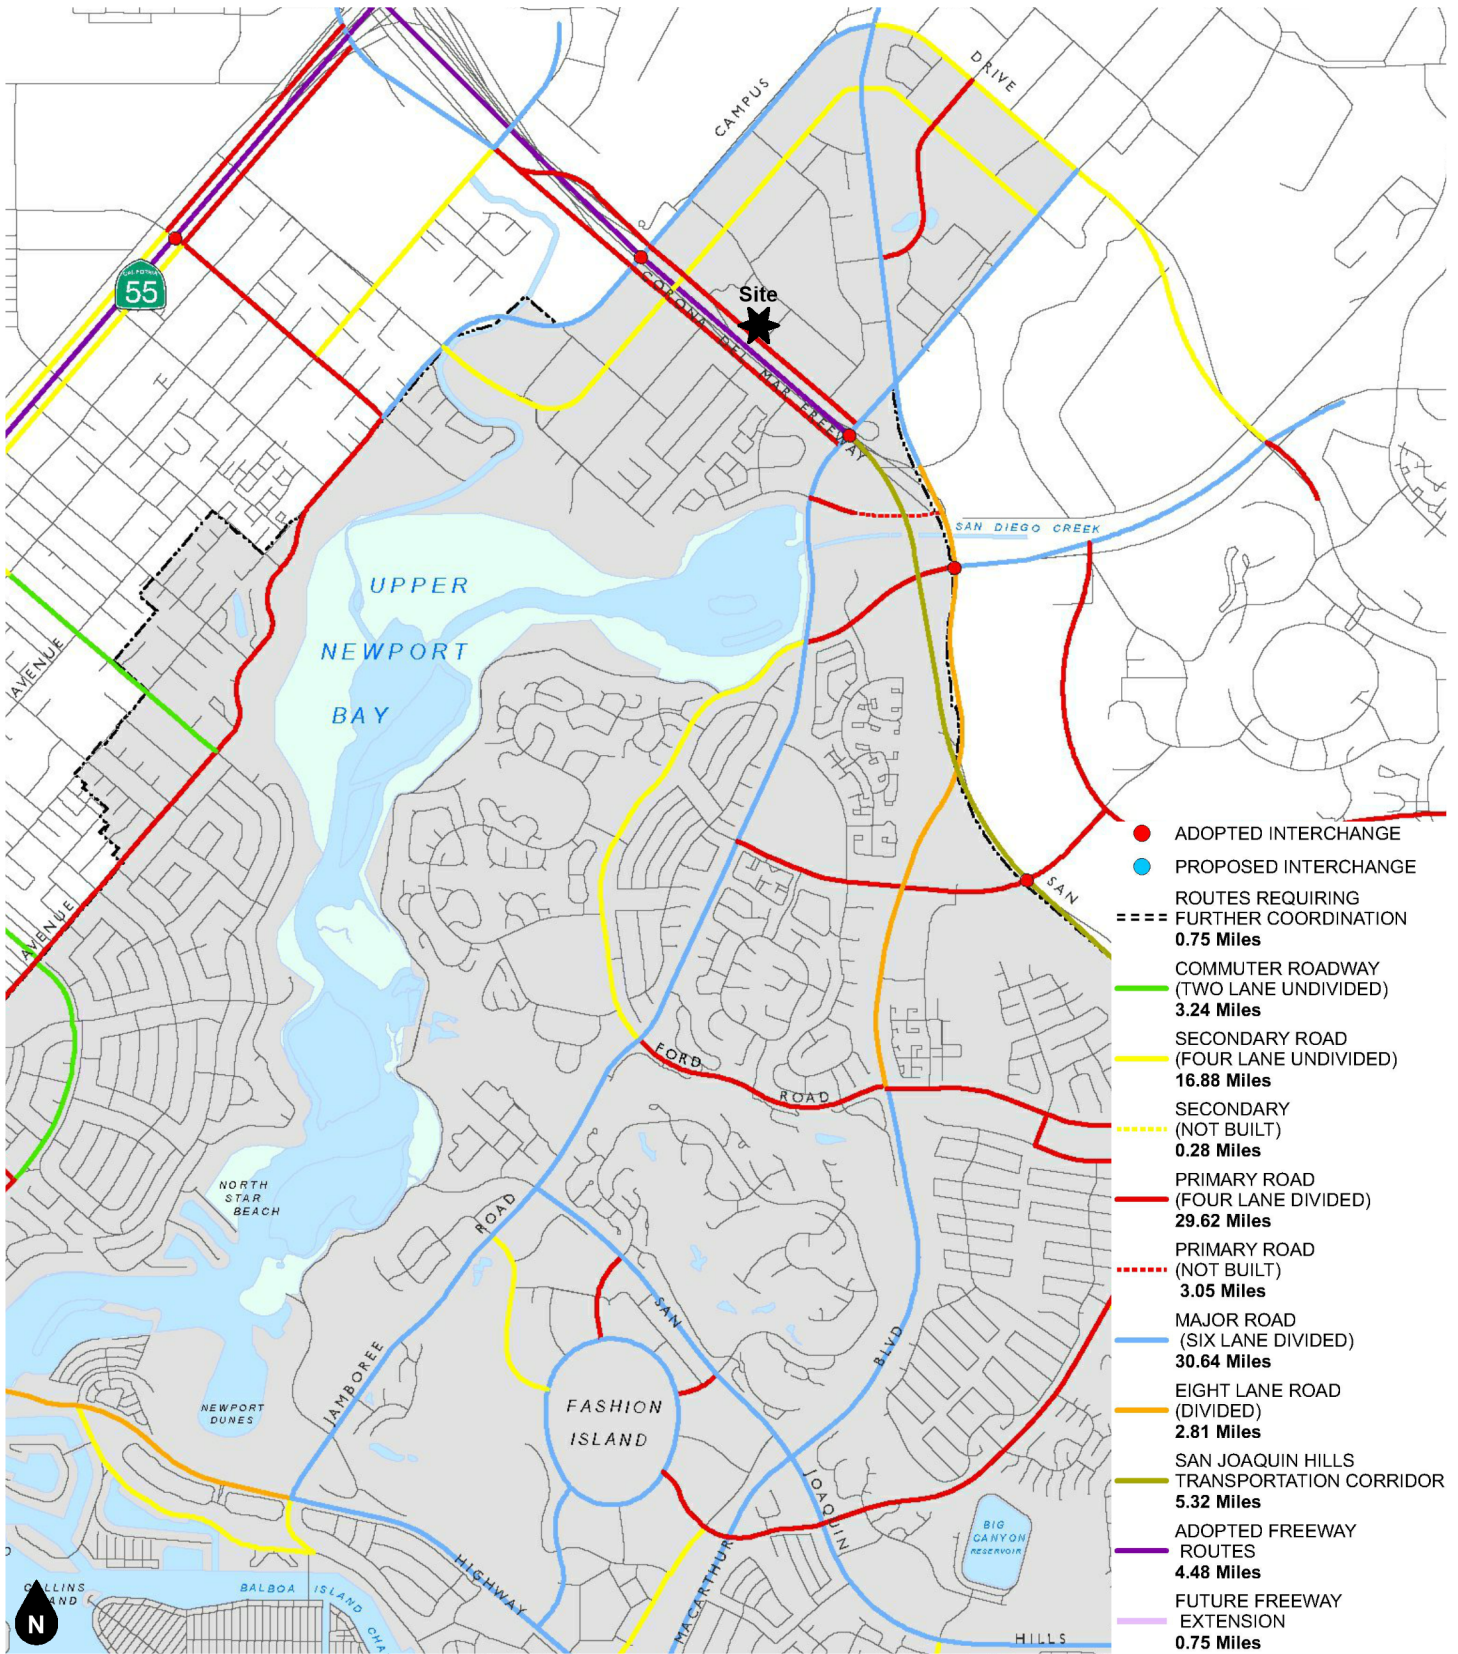 DRIVE
CAMPUS
CALIFORNIA
55
Site
CORONA DEL MAR FREEWAY
SAN DIEGO CREEK
UPPER
NEWPORT
BAY
AVENUE
AVENUE
SAN
FORD
ROAD
NORTH
STAR
BEACH
ROAD
SAN
JAMBOREE
BLVD
NEWPORT
DUNES
FASHION
ISLAND
JOAQUIN
BIG
CANYON
RESERVOIR
HIGHWAY
MACARTHUR
BALBOA ISLAND
HILLS
N
ADOPTED INTERCHANGE
PROPOSED INTERCHANGE
ROUTES REQUIRING
FURTHER COORDINATION
0.75 Miles
COMMUTER ROADWAY
(TWO LANE UNDIVIDED)
3.24 Miles
SECONDARY ROAD
(FOUR LANE UNDIVIDED)
16.88 Miles
SECONDARY
(NOT BUILT)
0.28 Miles
PRIMARY ROAD
(FOUR LANE DIVIDED)
29.62 Miles
PRIMARY ROAD
(NOT BUILT)
3.05 Miles
MAJOR ROAD
(SIX LANE DIVIDED)
30.64 Miles
EIGHT LANE ROAD
(DIVIDED)
2.81 Miles
SAN JOAQUIN HILLS
TRANSPORTATION CORRIDOR
5.32 Miles
ADOPTED FREEWAY
ROUTES
4.48 Miles
FUTURE FREEWAY
EXTENSION
0.75 Miles